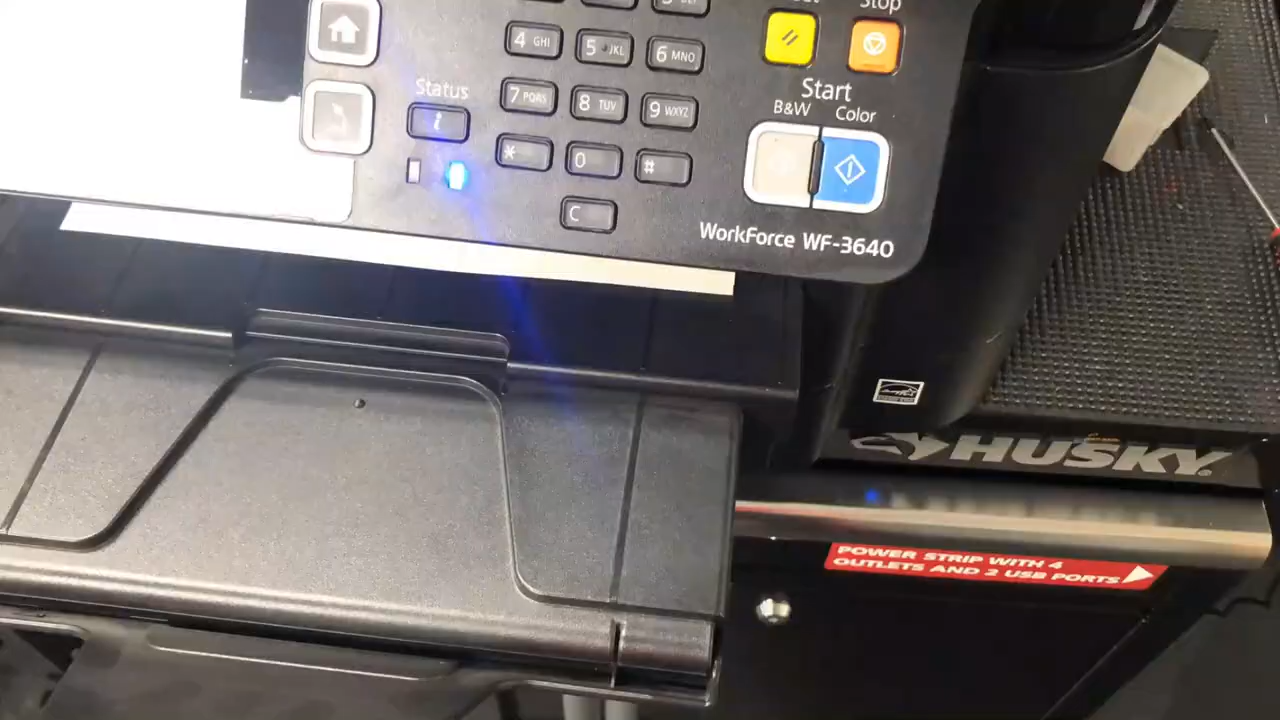 Stop
4 GHI
5 JKL
6 MNO
Status
i
7 PQRS
8 TUV
9 WXYZ
Start
B&W
Color
*
0
#
C
WorkForce WF-3640
HUSKY®
POWER STRIP WITH 4
OUTLETS AND 2 USB PORTS